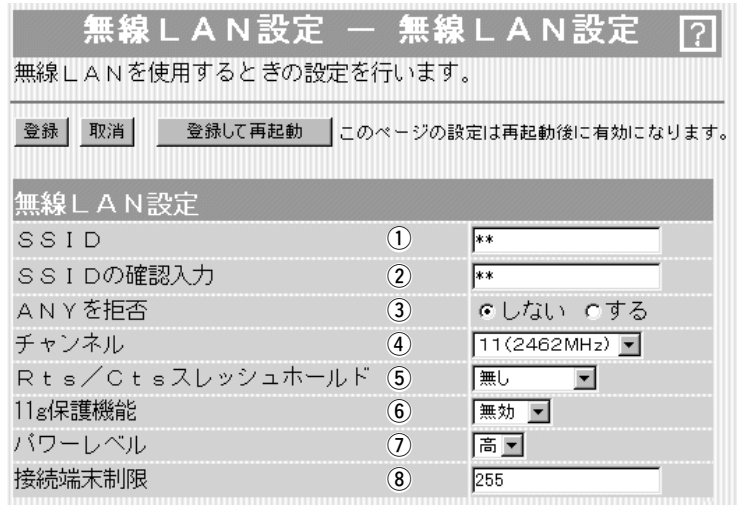 無線ＬＡＮ設定 － 無線ＬＡＮ設定 ?
無線ＬＡＮを使用するときの設定を行います。
登録 取消 登録して再起動 このページの設定は再起動後に有効になります。
無線ＬＡＮ設定
ＳＳＩＤ ① **
ＳＳＩＤの確認入力 ② **
ＡＮＹを拒否 ③ しない する
チャンネル ④ 11(2462MHz)
Ｒｔｓ／Ｃｔｓスレッシュホールド ⑤ 無し
11g保護機能 ⑥ 無効
パワーレベル ⑦ 高
接続端末制限 ⑧ 255